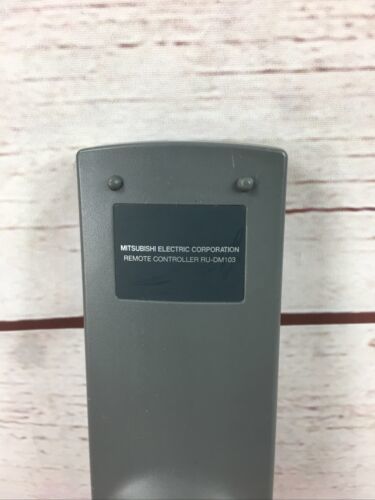 MITSUBISHI ELECTRIC CORPORATION
REMOTE CONTROLLER RU-DM103